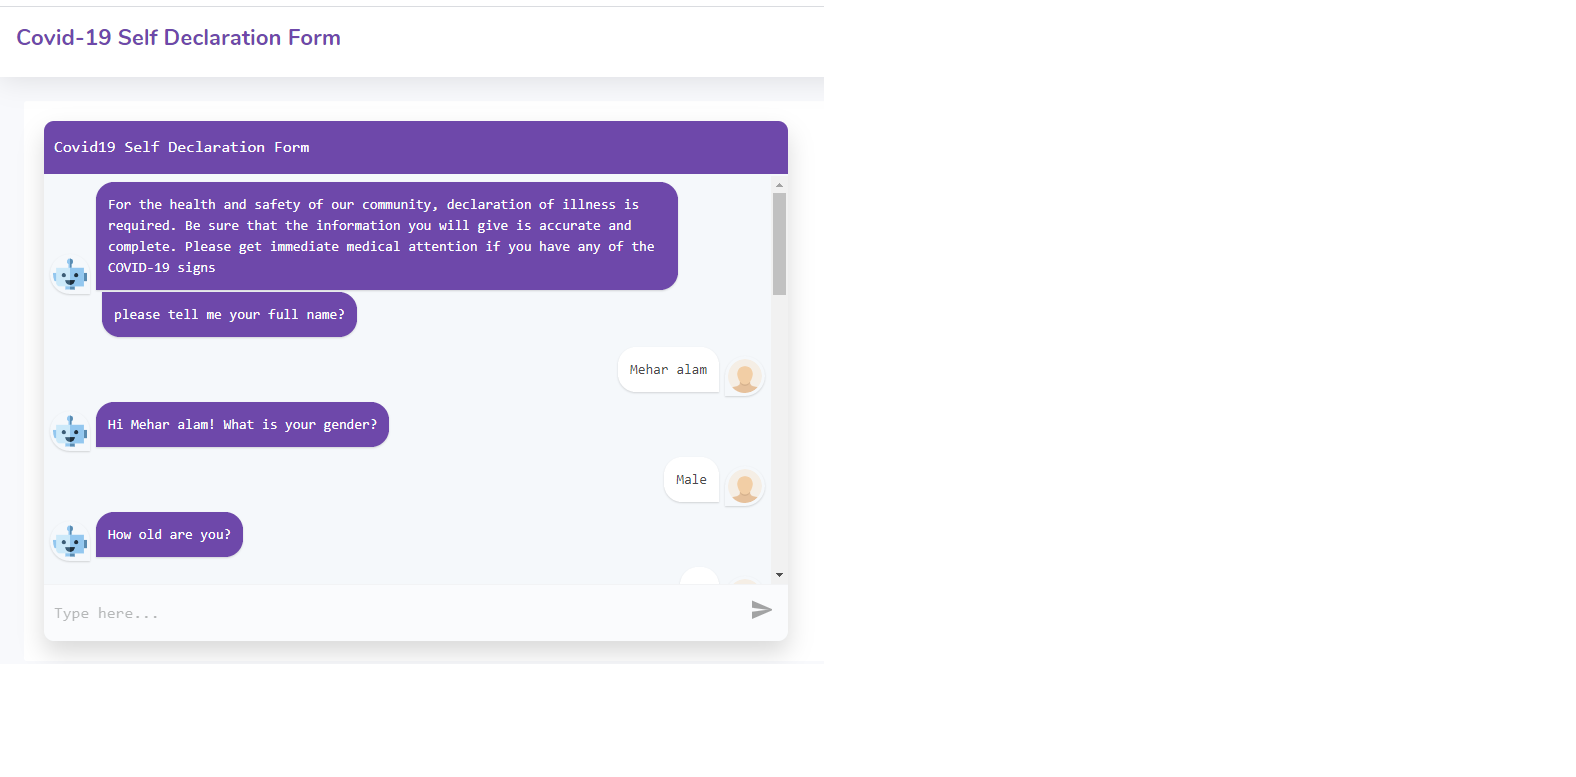 Covid-19 Self Declaration Form
Covid19 Self Declaration Form
For the health and safety of our community, declaration of illness is
required. Be sure that the information you will give is accurate and
complete. Please get immediate medical attention if you have any of the
COVID-19 signs
please tell me your full name?
Mehar alam
Hi Mehar alam! What is your gender?
Male
How old are you?
Type here...